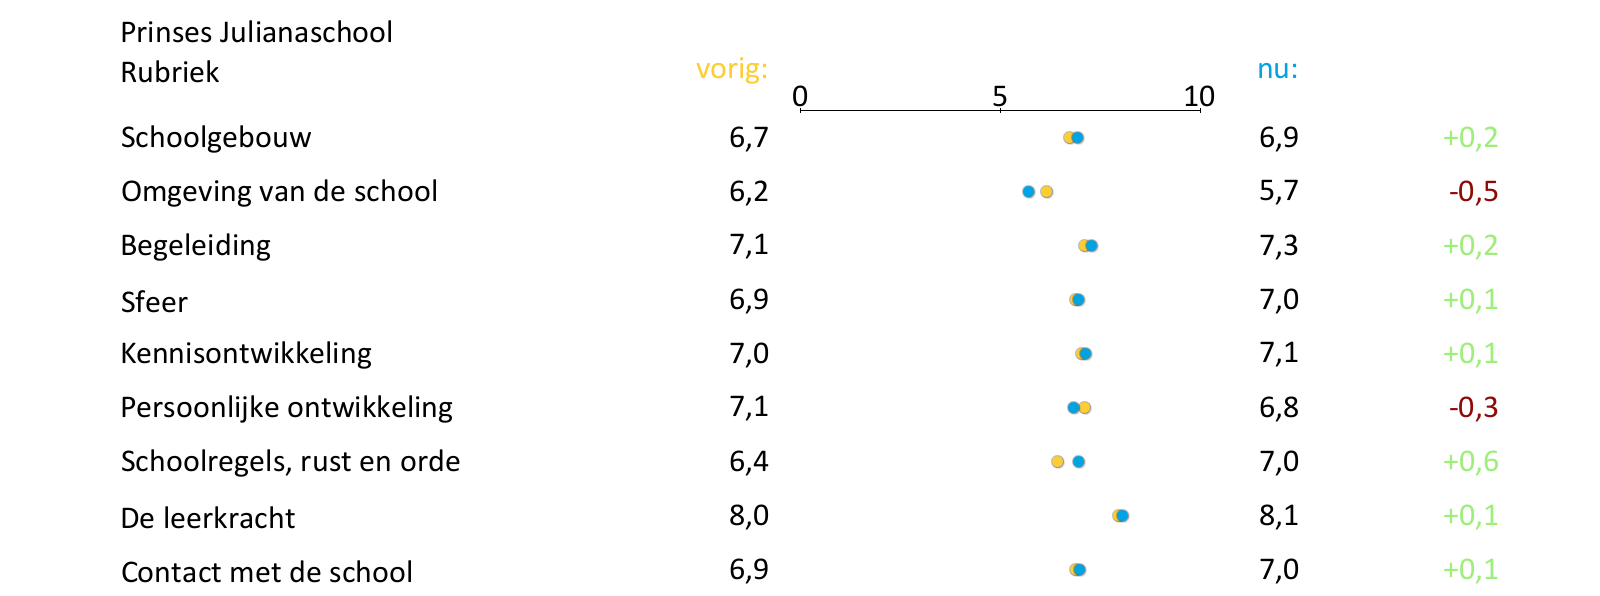 Prinses Julianaschool
Rubriek vorig: nu:
0 5 10
Schoolgebouw 6,7 6,9 +0,2
Omgeving van de school 6,2 5,7 -0,5
Begeleiding 7,1 7,3 +0,2
Sfeer 6,9 7,0 +0,1
Kennisontwikkeling 7,0 7,1 +0,1
Persoonlijke ontwikkeling 7,1 6,8 -0,3
Schoolregels, rust en orde 6,4 7,0 +0,6
De leerkracht 8,0 8,1 +0,1
Contact met de school 6,9 7,0 +0,1